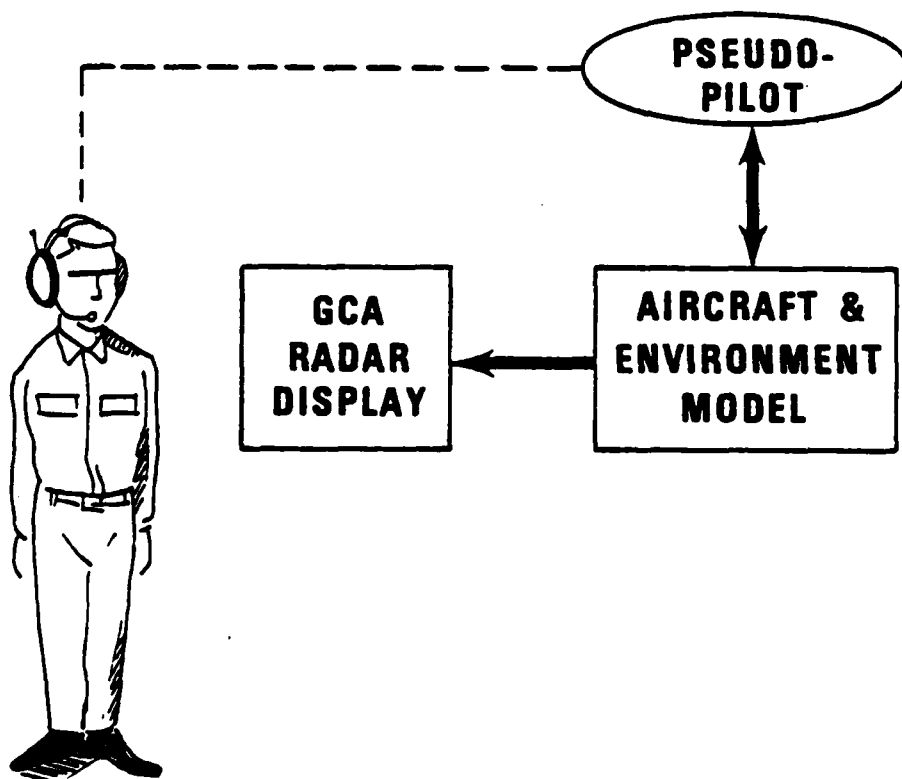 PSEUDO-
PILOT
GCA
RADAR
DISPLAY
AIRCRAFT &
ENVIRONMENT
MODEL